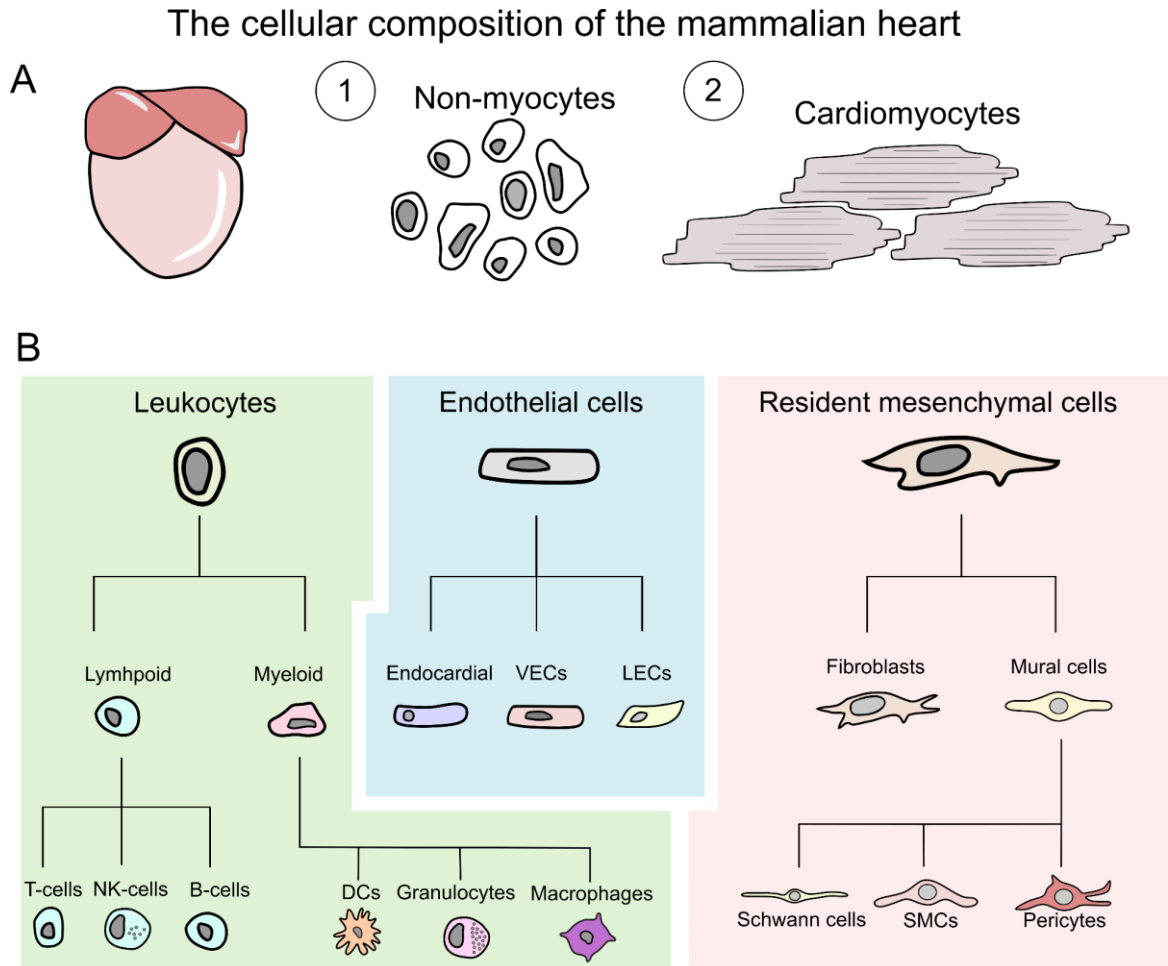 The cellular composition of the mammalian heart
A
1
Non-myocytes
2
Cardiomyocytes
B
Leukocytes
Endothelial cells
Resident mesenchymal cells
Lymhpoid
Myeloid
Endocardial
VECs
LECs
Fibroblasts
Mural cells
T-cells
NK-cells
B-cells
DCs
Granulocytes
Macrophages
Schwann cells
SMCs
Pericytes